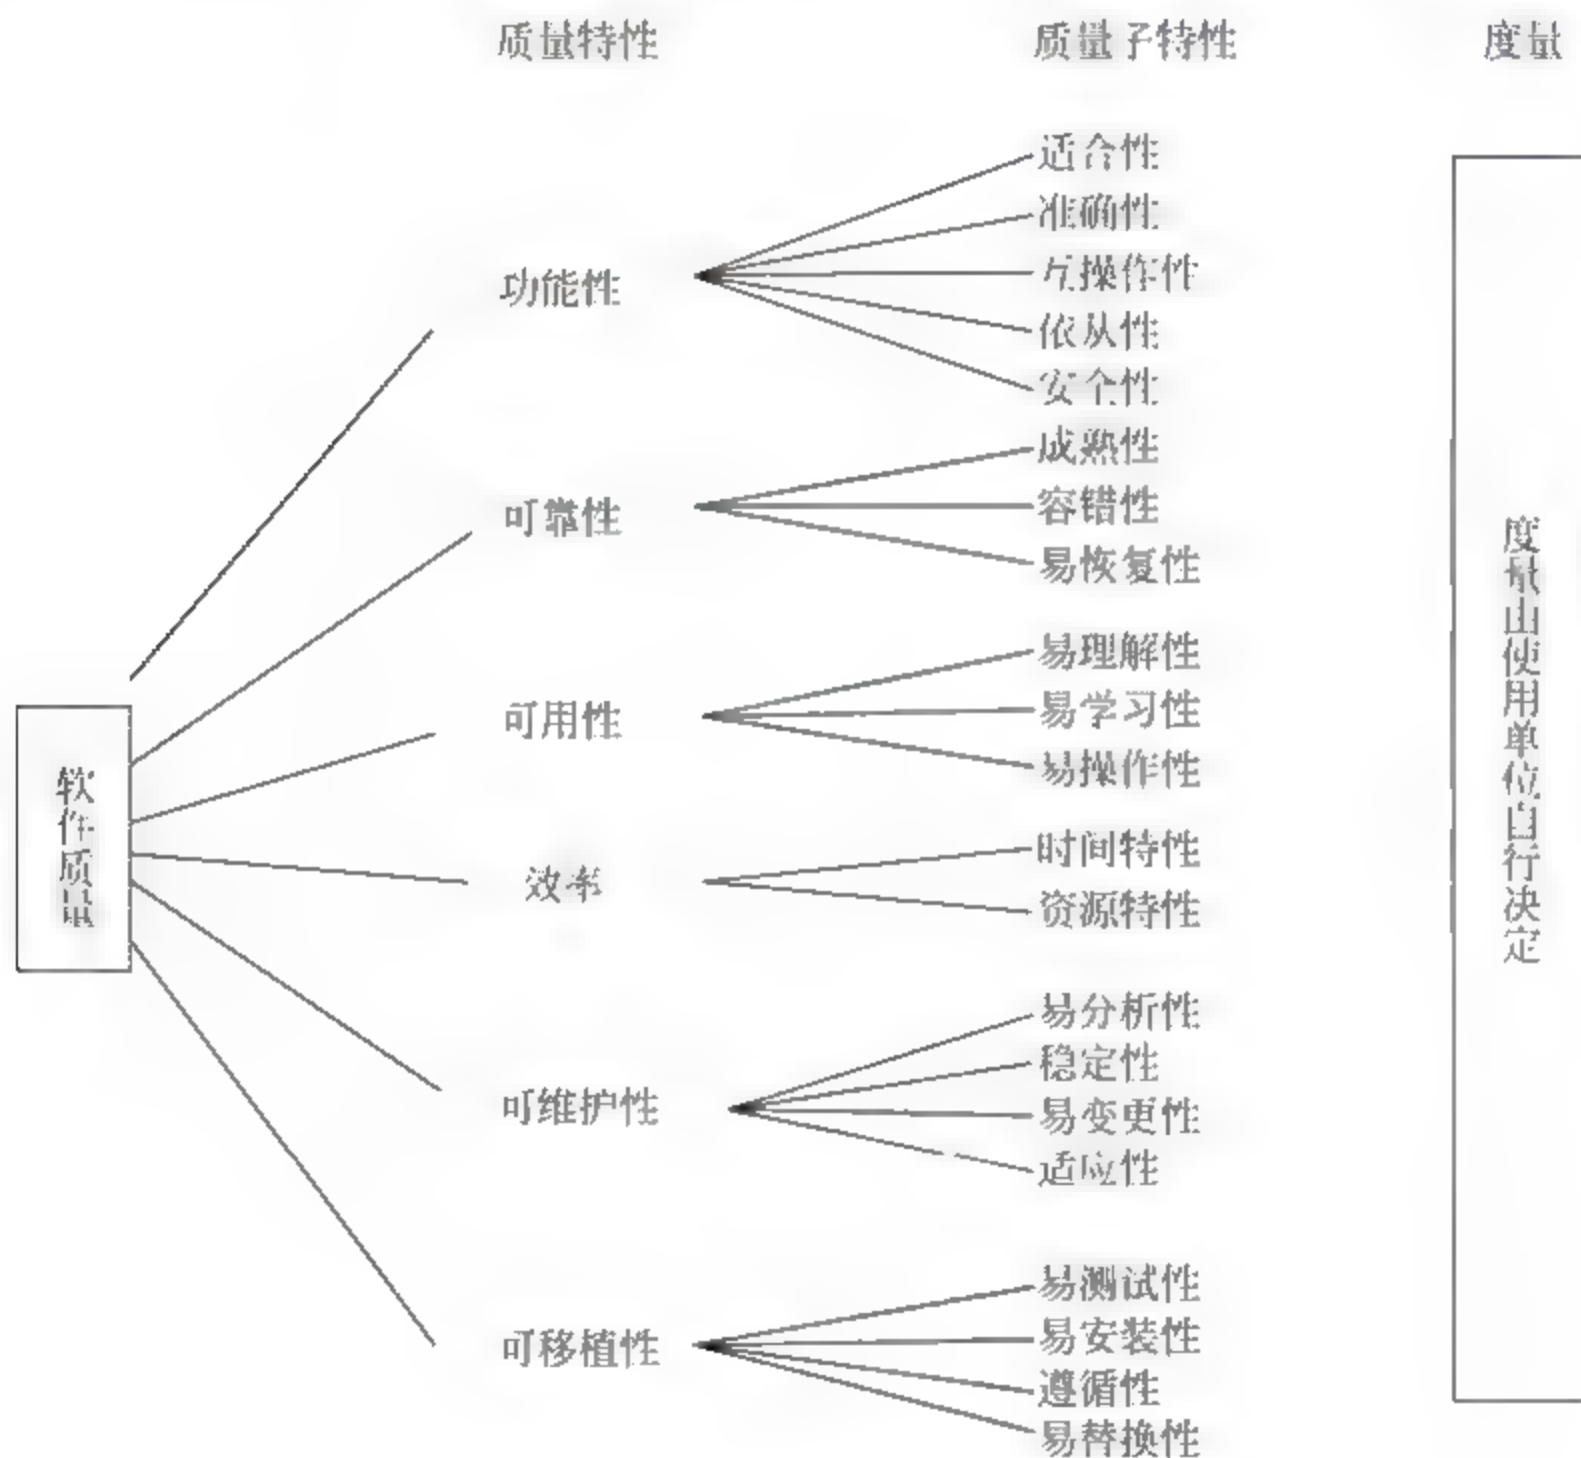 质量特性 质量子特性 度量
适合性
准确性
功能性
互操作性
依从性
安全性
成熟性
可靠性
容错性
易恢复性
易理解性
可用性
易学习性
易操作性
软件质量
效率
时间特性
资源特性
易分析性
稳定性
可维护性
易变更性
适应性
易测试性
可移植性
易安装性
遵循性
易替换性
度量由使用单位自行决定